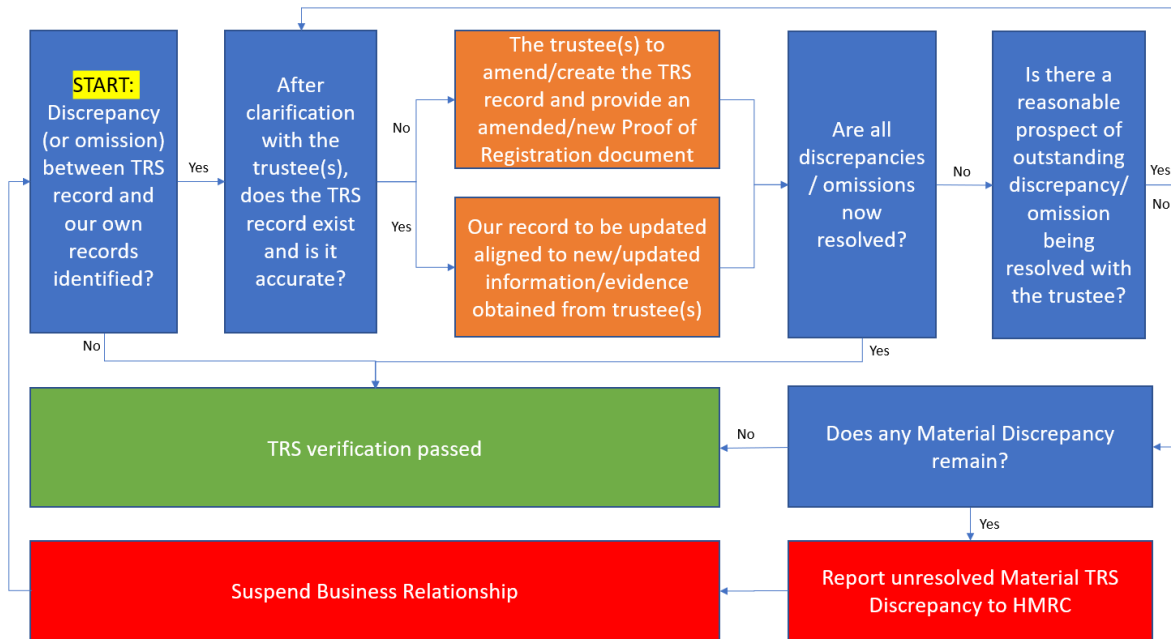 START:
Discrepancy
(or omission)
between TRS
record and
our own
records
identified?
Yes
No
After
clarification
with the
trustee(s),
does the TRS
record exist
and is it
accurate?
No
Yes
The trustee(s) to
amend/create the TRS
record and provide an
amended/new Proof of
Registration document
Our record to be updated
aligned to new/updated
information/evidence
obtained from trustee(s)
Are all
discrepancies
/ omissions
now
resolved?
No
Yes
Is there a
reasonable
prospect of
outstanding
discrepancy/
omission
being
resolved with
the trustee?
Yes
No
TRS verification passed
No
Does any Material Discrepancy
remain?
Yes
Suspend Business Relationship
Report unresolved Material TRS
Discrepancy to HMRC